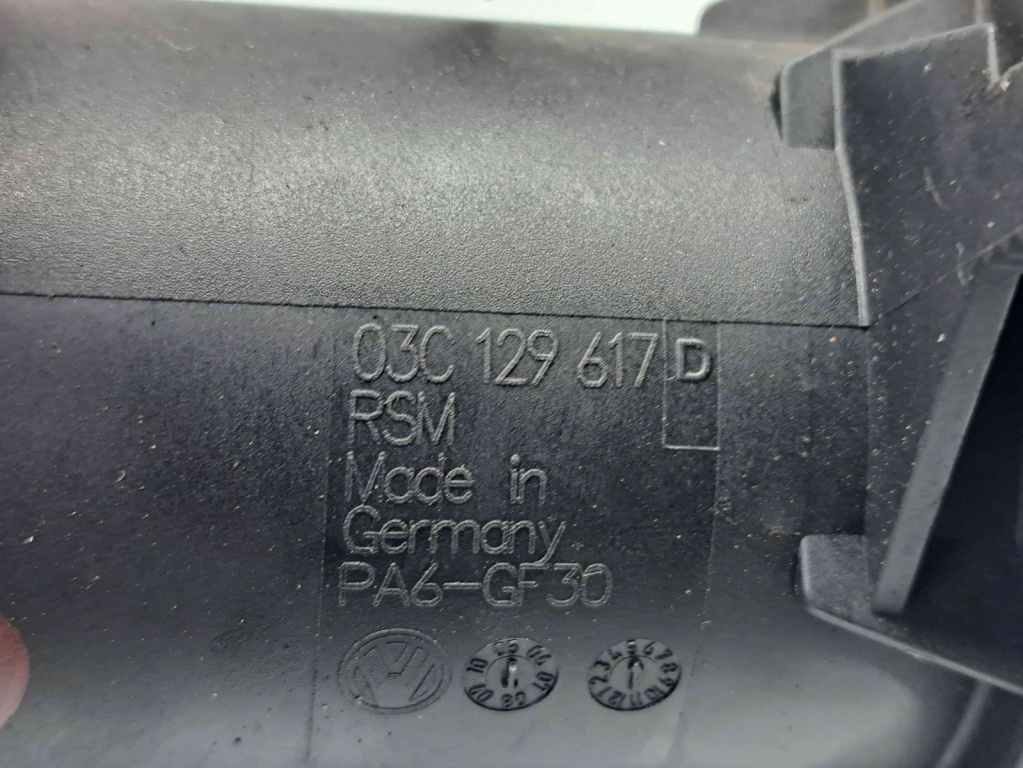 03C 129 617 D
RSM
Made in
Germany
PA6-GF30